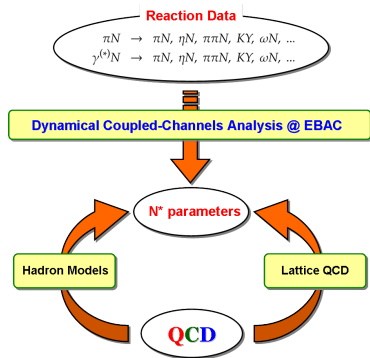 Reaction Data
πN → πN, ηN, ππN, KY, ωN, ...
γ(*)N → πN, ηN, ππN, KY, ωN, ...
Dynamical Coupled-Channels Analysis @ EBAC
N* parameters
Hadron Models
Lattice QCD
QCD